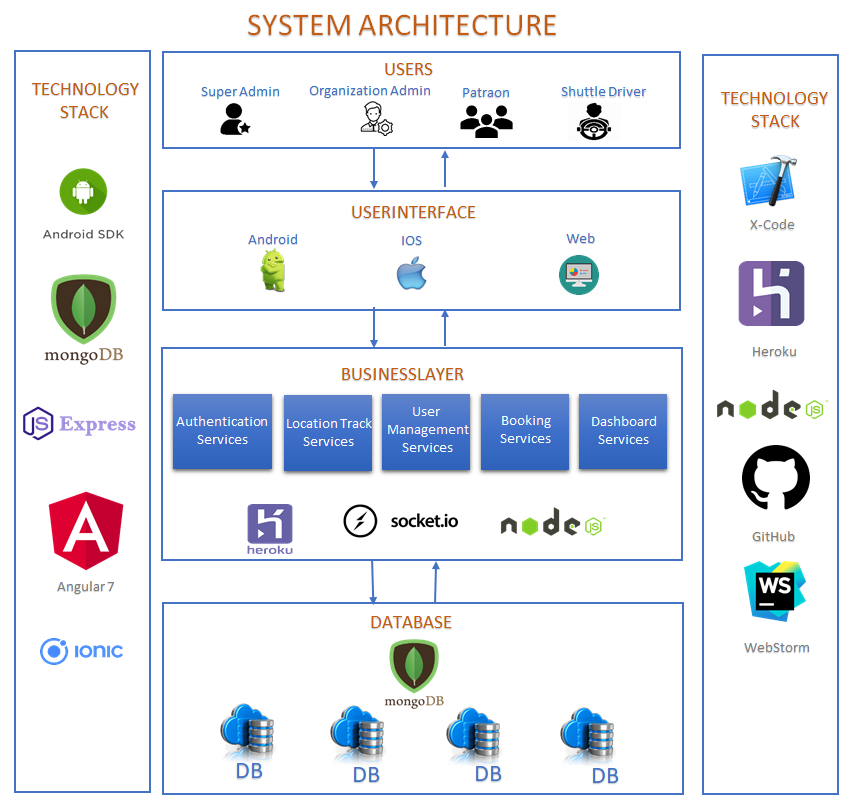 SYSTEM ARCHITECTURE
TECHNOLOGY
STACK
Android SDK
mongoDB
JS Express
Angular 7
IONIC
USERS
Super Admin
Organization Admin
Patraon
Shuttle Driver
USERINTERFACE
Android
IOS
Web
BUSINESSLAYER
Authentication
Services
Location Track
Services
User
Management
Services
Booking
Services
Dashboard
Services
heroku
socket.io
node JS
DATABASE
mongoDB
DB
DB
DB
DB
TECHNOLOGY
STACK
X-Code
Heroku
node JS
GitHub
WS
WebStorm